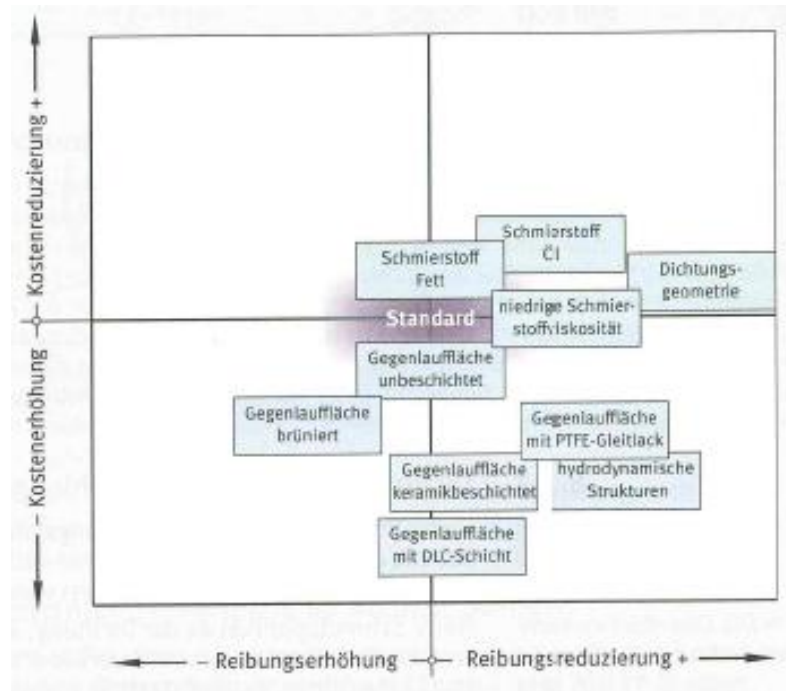 – Kostenerhöhung – Kostenreduzierung +
Schmierstoff
Öl
Schmierstoff
Fett
Dichtungs-
geometrie
niedrige Schmier-
stoffviskosität
Standard
Gegenlauffläche
unbeschichtet
Gegenlauffläche
brüniert
Gegenlauffläche
mit PTFE-Gleitlack
Gegenlauffläche
keramikbeschichtet
hydrodynamische
Strukturen
Gegenlauffläche
mit DLC-Schicht
– Reibungserhöhung
Reibungsreduzierung +